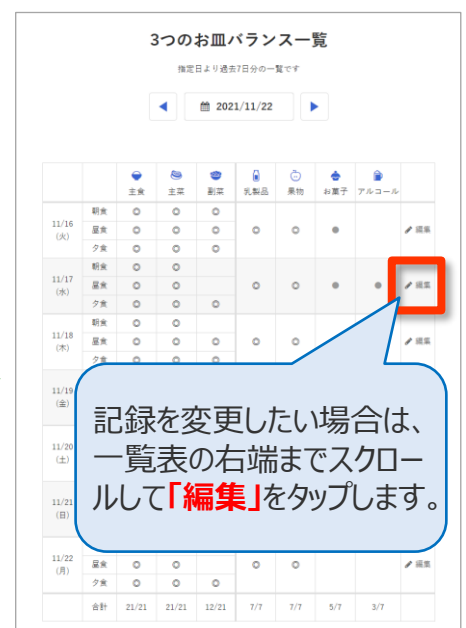 3つのお皿バランス一覧
指定日より過去7日分の一覧です
2021/11/22
主食 主菜 副菜 乳製品 果物 お菓子 アルコール
朝食 ◎ ◎ ◎
11/16 (火) 昼食 ◎ ◎ ◎ ◎ ◎ ● 編集
夕食 ◎ ◎ ◎
朝食 ◎ ◎
11/17 (水) 昼食 ◎ ◎ ◎ ◎ ● ● 編集
夕食 ◎ ◎ ◎
朝食 ◎ ◎
11/18 (木) 昼食 ◎ ◎ ◎ ◎ ◎ 編集
夕食 ◎ ◎ ◎
11/19 (金)
11/20 (土)
11/21 (日)
記録を変更したい場合は、
一覧表の右端までスクロー
ルして「編集」をタップします。
11/22 (月) 昼食 ◎ ◎ ◎ ◎ 編集
夕食 ◎ ◎ ◎
合計 21/21 21/21 12/21 7/7 7/7 5/7 3/7